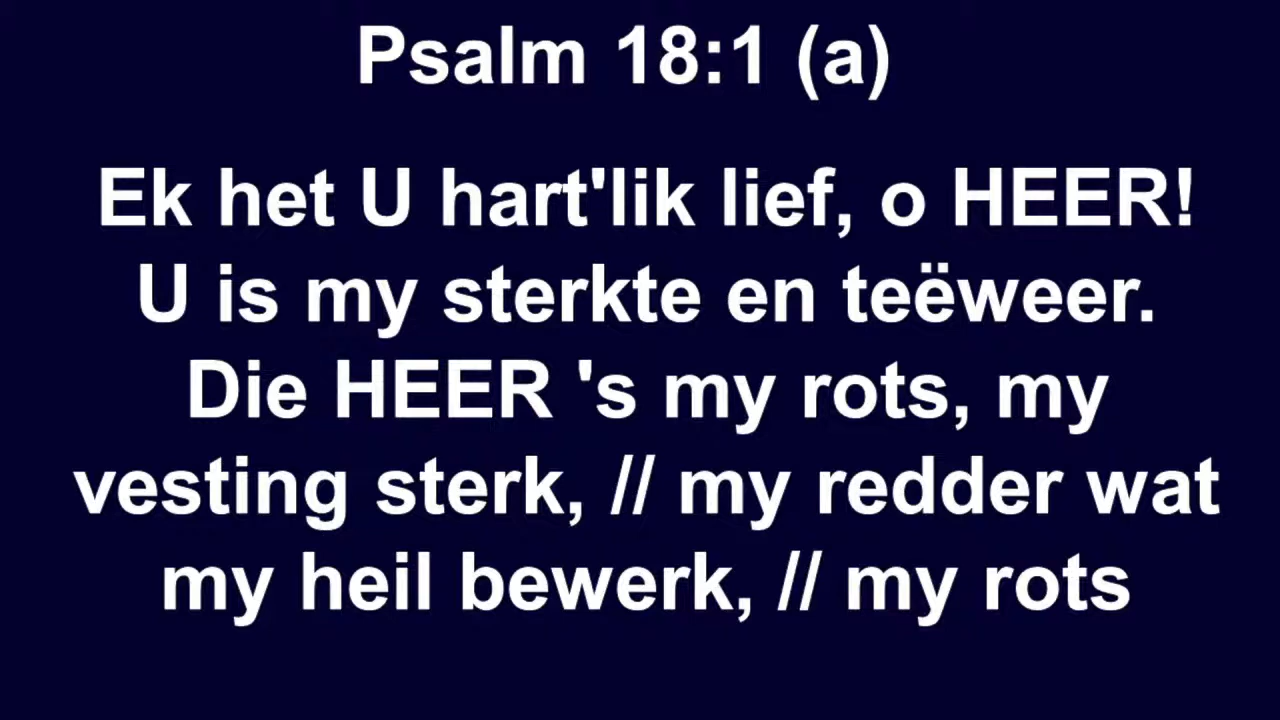 Psalm 18:1 (a)
Ek het U hart'lik lief, o HEER!
U is my sterkte en teëweer.
Die HEER 's my rots, my
vesting sterk, // my redder wat
my heil bewerk, // my rots